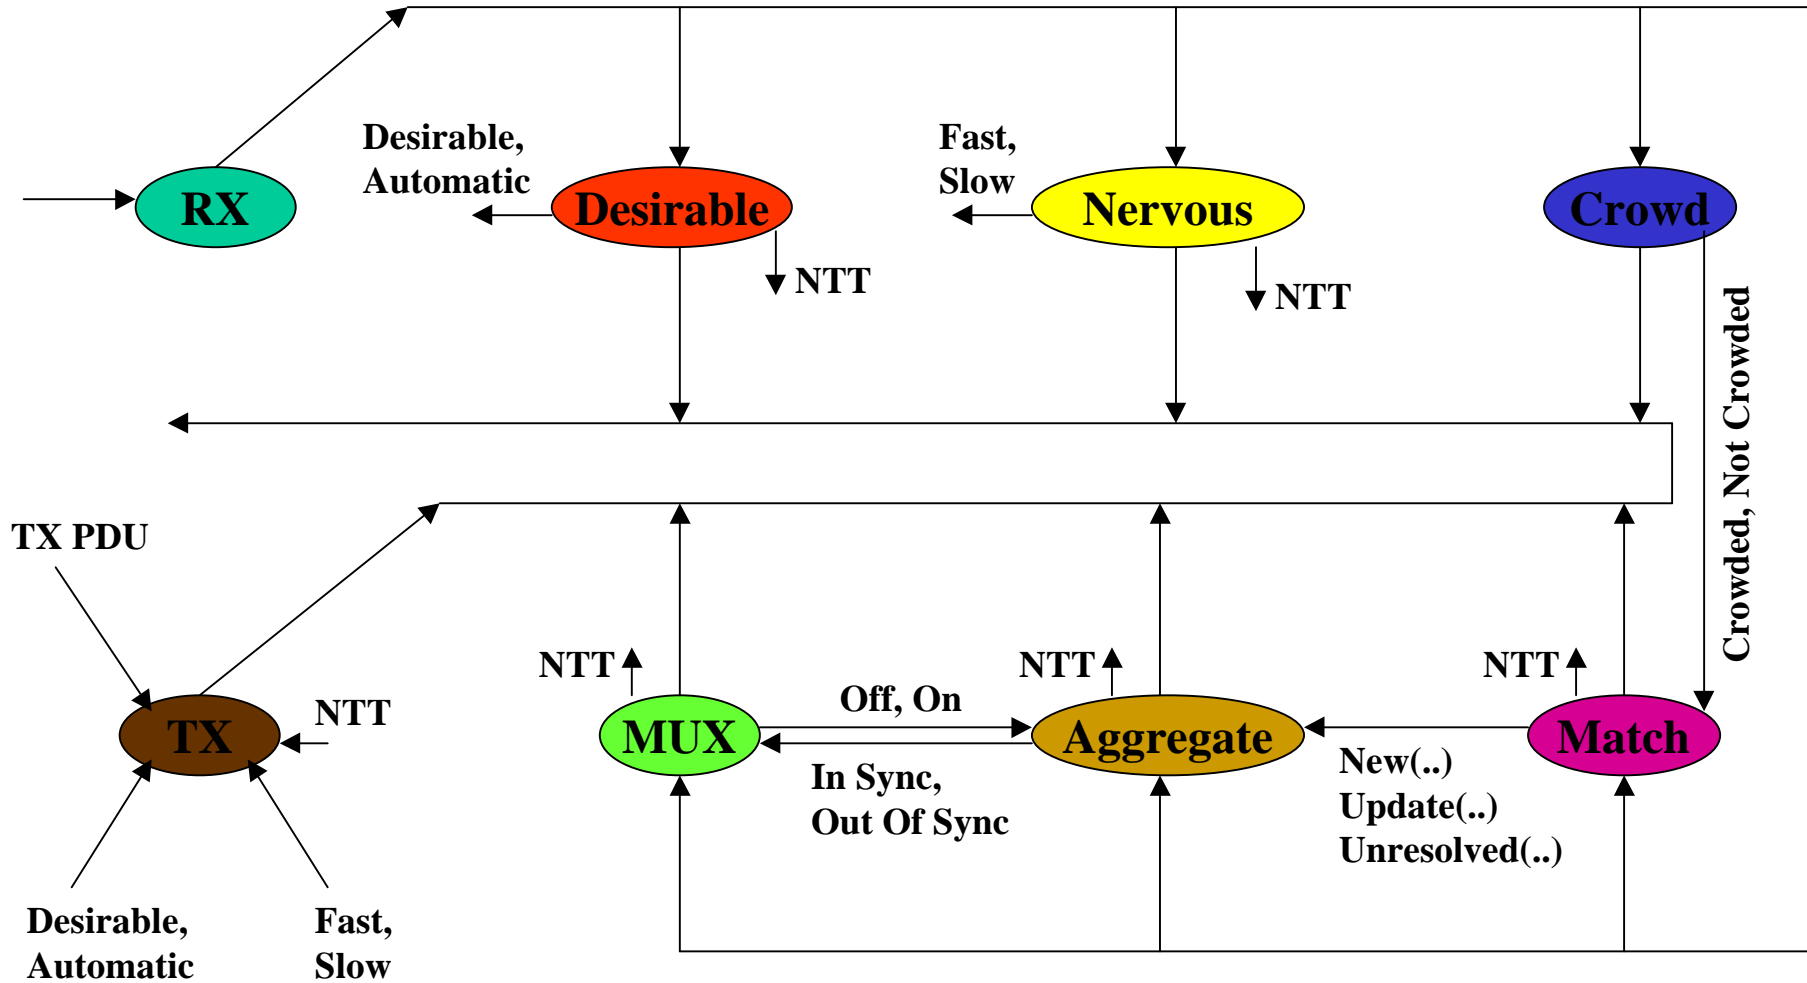 Desirable,
Automatic
Fast,
Slow
RX
Desirable
Nervous
Crowd
NTT
NTT
Crowded, Not Crowded
TX PDU
NTT
NTT
NTT
Off, On
NTT
TX
MUX
Aggregate
Match
In Sync,
Out Of Sync
New(..)
Update(..)
Unresolved(..)
Desirable,
Automatic
Fast,
Slow